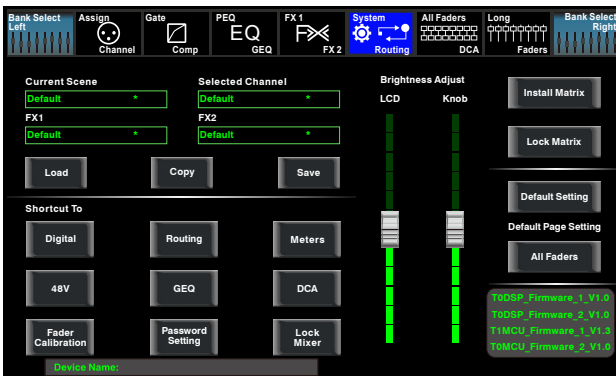 Bank Select
Left
Assign
Channel
Gate
Comp
PEQ
EQ
GEQ
FX 1
FX 2
System
Routing
All Faders
DCA
Long
Faders
Bank Select
Right
Current Scene
Selected Channel
Default *
Default *
FX1
FX2
Default *
Default *
Load
Copy
Save
Shortcut To
Digital
Routing
Meters
48V
GEQ
DCA
Fader
Calibration
Password
Setting
Lock
Mixer
Device Name:
Brightness Adjust
LCD
Knob
Install Matrix
Lock Matrix
Default Setting
Default Page Setting
All Faders
T0DSP_Firmware_1_V1.0
T0DSP_Firmware_2_V1.0
T1MCU_Firmware_1_V1.3
T0MCU_Firmware_2_V1.0